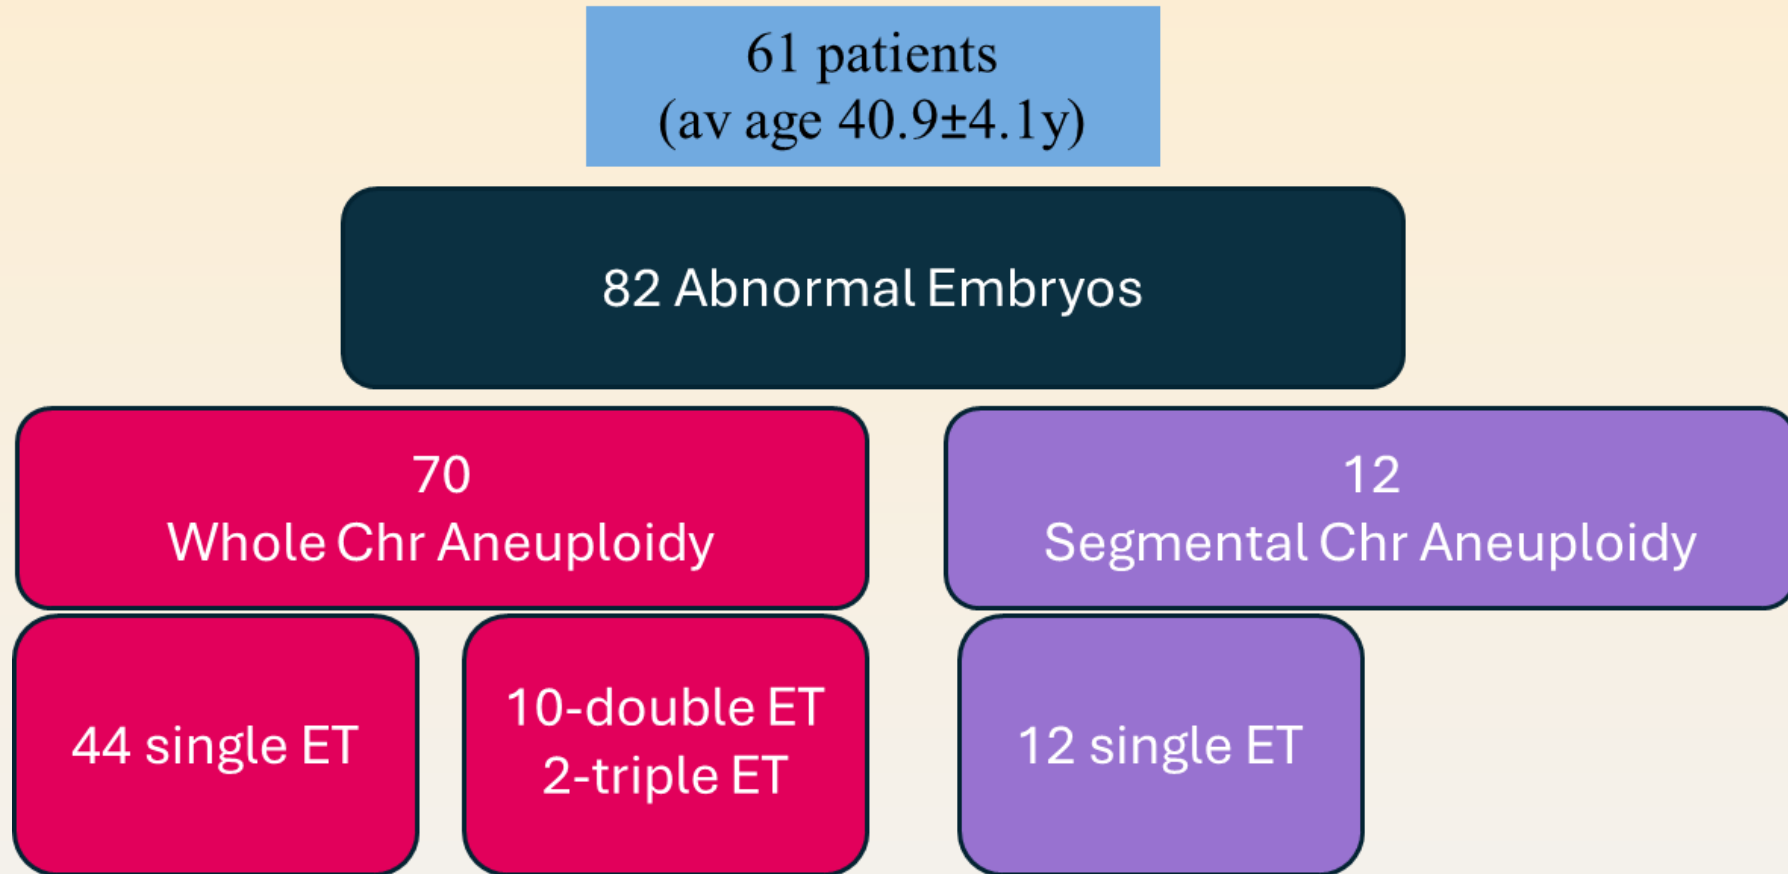 61 patients
(av age 40.9±4.1y)
82 Abnormal Embryos
70
Whole Chr Aneuploidy
12
Segmental Chr Aneuploidy
44 single ET
10-double ET
2-triple ET
12 single ET